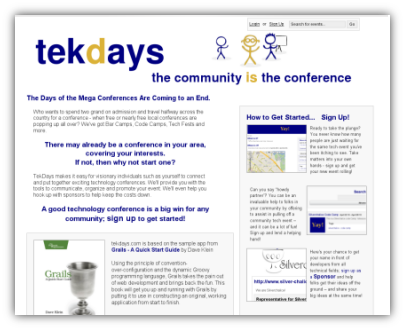 Login or Sign Up
Search for events... Go
tekdays
the community is the conference
The Days of the Mega Conferences Are Coming to an End.
Who wants to spend two grand on admission and travel halfway across the
country for a conference - when free or nearly free local conferences are
popping up all over? We've got Bar Camps, Code Camps, Tech Fests and
more.
There may already be a conference in your area,
covering your interests.
If not, then why not start one?
TekDays makes it easy for visionary individuals such as yourself to connect
and put together exciting technology conferences. We'll provide you with the
tools to communicate, organize and promote your event. We'll even help you
hook up with sponsors to help keep the costs down!
A good technology conference is a big win for any
community; sign up to get started!
tekdays.com is based on the sample app from
Grails - A Quick Start Guide by Dave Klein
Using the principle of convention-
over-configuration and the dynamic Groovy
programming language, Grails takes the pain out
of web development and brings back the fun. This
book will get you up and running with Grails by
putting it to use in constructing an original, working
application from start to finish.
Grails
How to Get Started... Sign Up!
Yay!
Ready to take the plunge?
You never know how many
people are just waiting for
the same tech event you've
been itching to see. Take
matters into your own
hands - sign up and get
your new event rolling!
Can you say "howdy
partner"? You can be an
invaluable help to folks in
your community by offering
to assist in pulling off a
community tech event –
and it can be a lot of fun!
Sign up and lend a helping
hand!
Search
Yay!
Here's your chance to get
your name in front of
developers from all
technical fields; sign up as
a Sponsor and help
folks get their ideas off the
ground – and share your
big ideas at the same time!